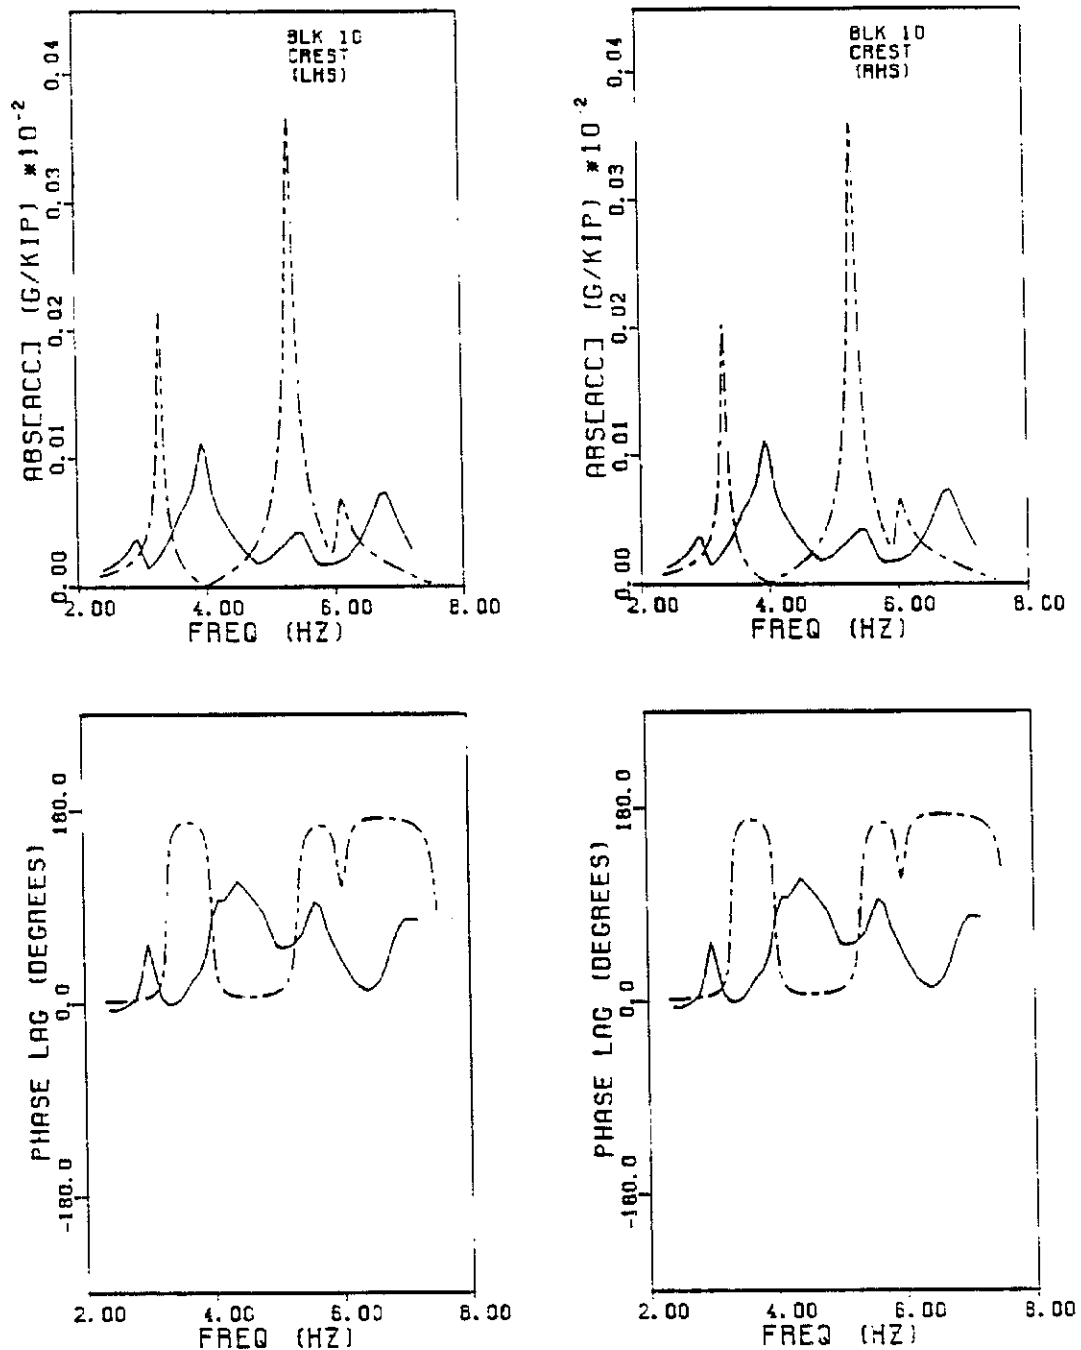 BLK 10
CREST
(LHS)
ABS[ACC] (G/KIP) *10-2
0.04
0.03
0.02
0.01
0.00
2.00 4.00 6.00 8.00
FREQ (HZ)
BLK 10
CREST
(RHS)
ABS[ACC] (G/KIP) *10-2
0.04
0.03
0.02
0.01
0.00
2.00 4.00 6.00 8.00
FREQ (HZ)
PHASE LAG (DEGREES)
180.0
0.0
-180.0
2.00 4.00 6.00 8.00
FREQ (HZ)
PHASE LAG (DEGREES)
180.0
0.0
-180.0
2.00 4.00 6.00 8.00
FREQ (HZ)